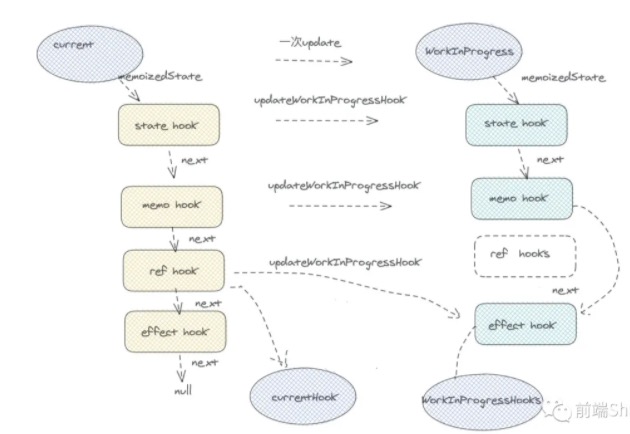 current
一次update
WorkInProgress
memoizedState
memoizedState
updateWorkInProgressHook
state hook
state hook
next
next
updateWorkInProgressHook
memo hook
memo hook
next
ref hooks
updateWorkInProgressHook
ref hook
next
next
effect hook
effect hook
next
null
currentHook
WorkInProgressHooks
前端Sh